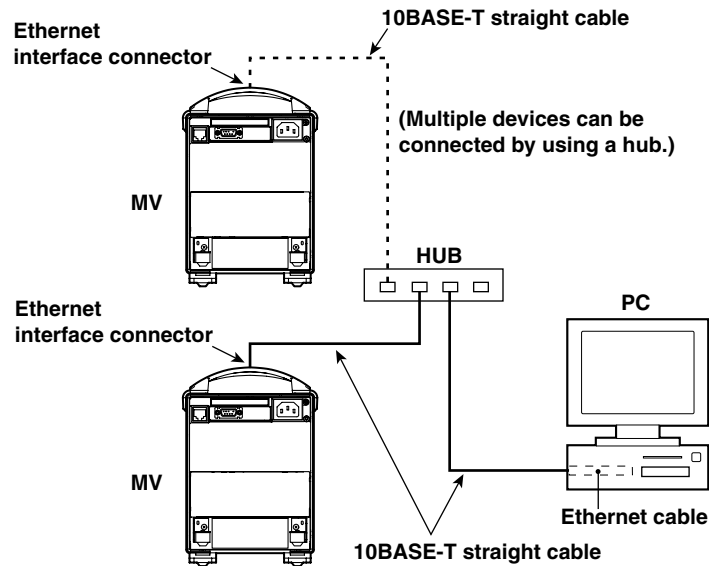 10BASE-T straight cable
Ethernet
interface connector
(Multiple devices can be
connected by using a hub.)
MV
HUB
PC
Ethernet
interface connector
MV
Ethernet cable
10BASE-T straight cable